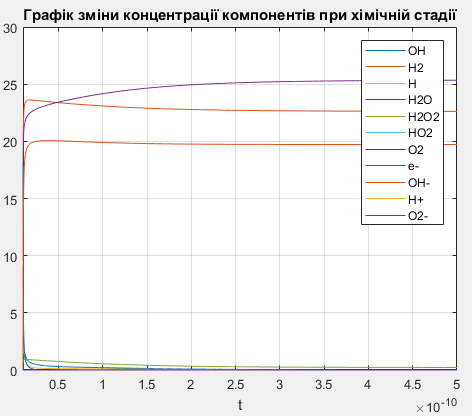 Графік зміни концентрації компонентів при хімічній стадії
30
25
20
15
10
5
0
OH
H2
H
H2O
H2O2
HO2
O2
e-
OH-
H+
O2-
0.5 1 1.5 2 2.5 3 3.5 4 4.5 5
t
×10⁻¹⁰